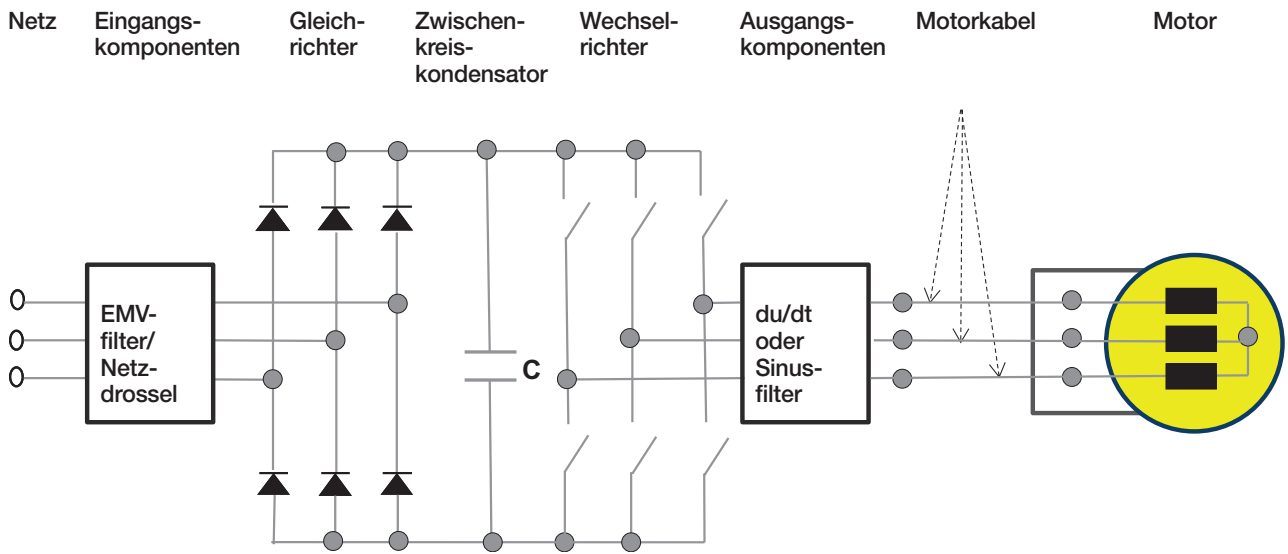 Netz
Eingangs-
komponenten
Gleich-
richter
Zwischen-
kreis-
kondensator
Wechsel-
richter
Ausgangs-
komponenten
Motorkabel
Motor
EMV-
filter/
Netz-
drossel
C
du/dt
oder
Sinus-
filter